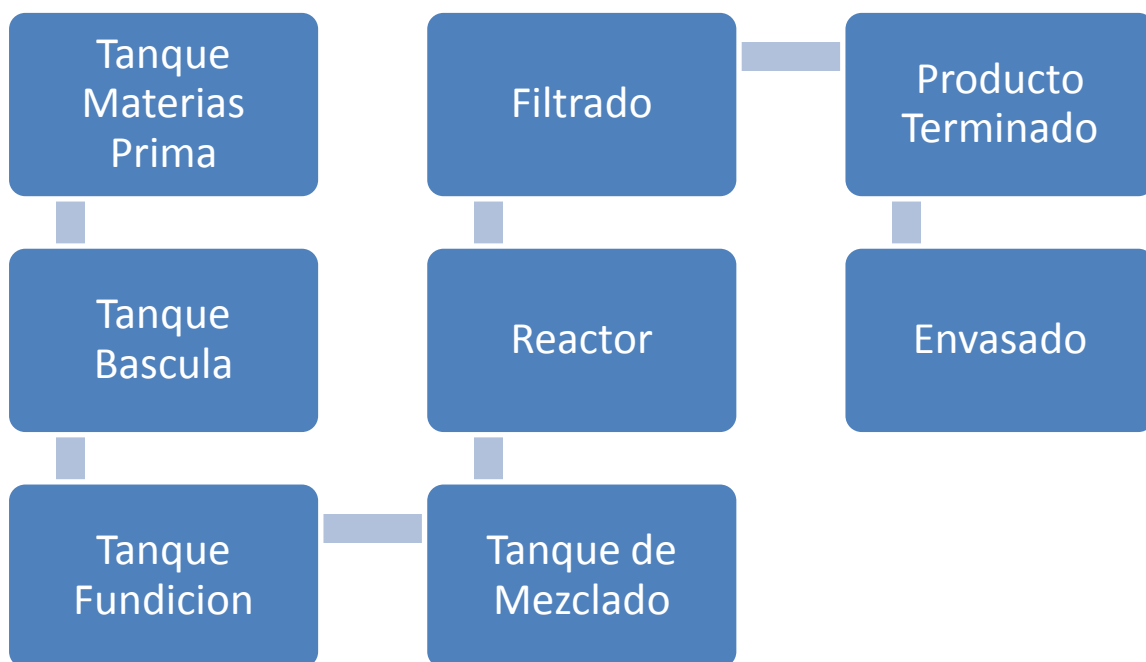 Tanque
Materias
Prima
Tanque
Bascula
Tanque
Fundicion
Tanque de
Mezclado
Reactor
Filtrado
Producto
Terminado
Envasado